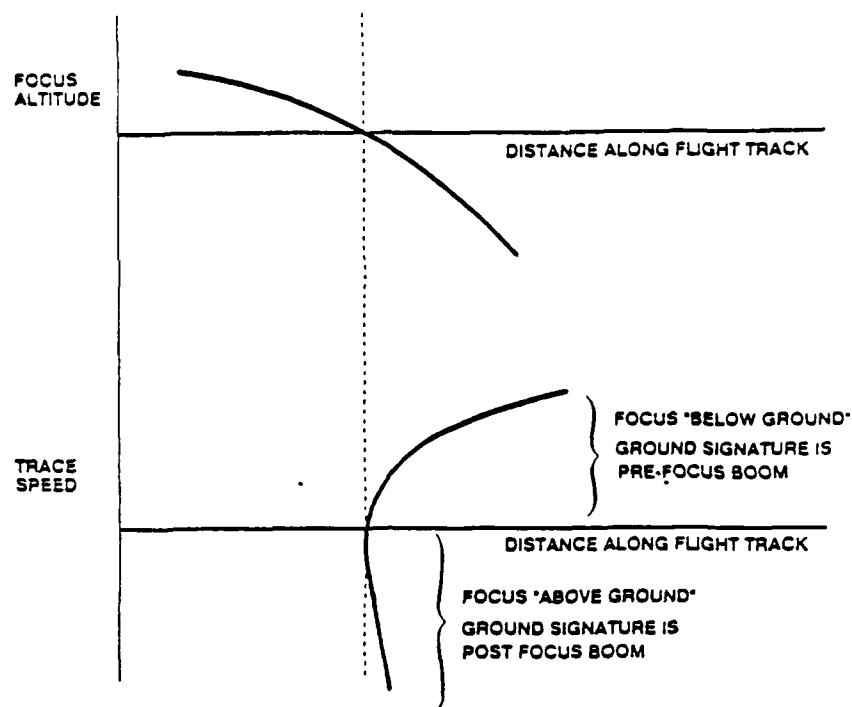 FOCUS
ALTITUDE
DISTANCE ALONG FLIGHT TRACK
FOCUS "BELOW GROUND"
GROUND SIGNATURE IS
PRE-FOCUS BOOM
TRACE
SPEED
DISTANCE ALONG FLIGHT TRACK
FOCUS "ABOVE GROUND"
GROUND SIGNATURE IS
POST FOCUS BOOM